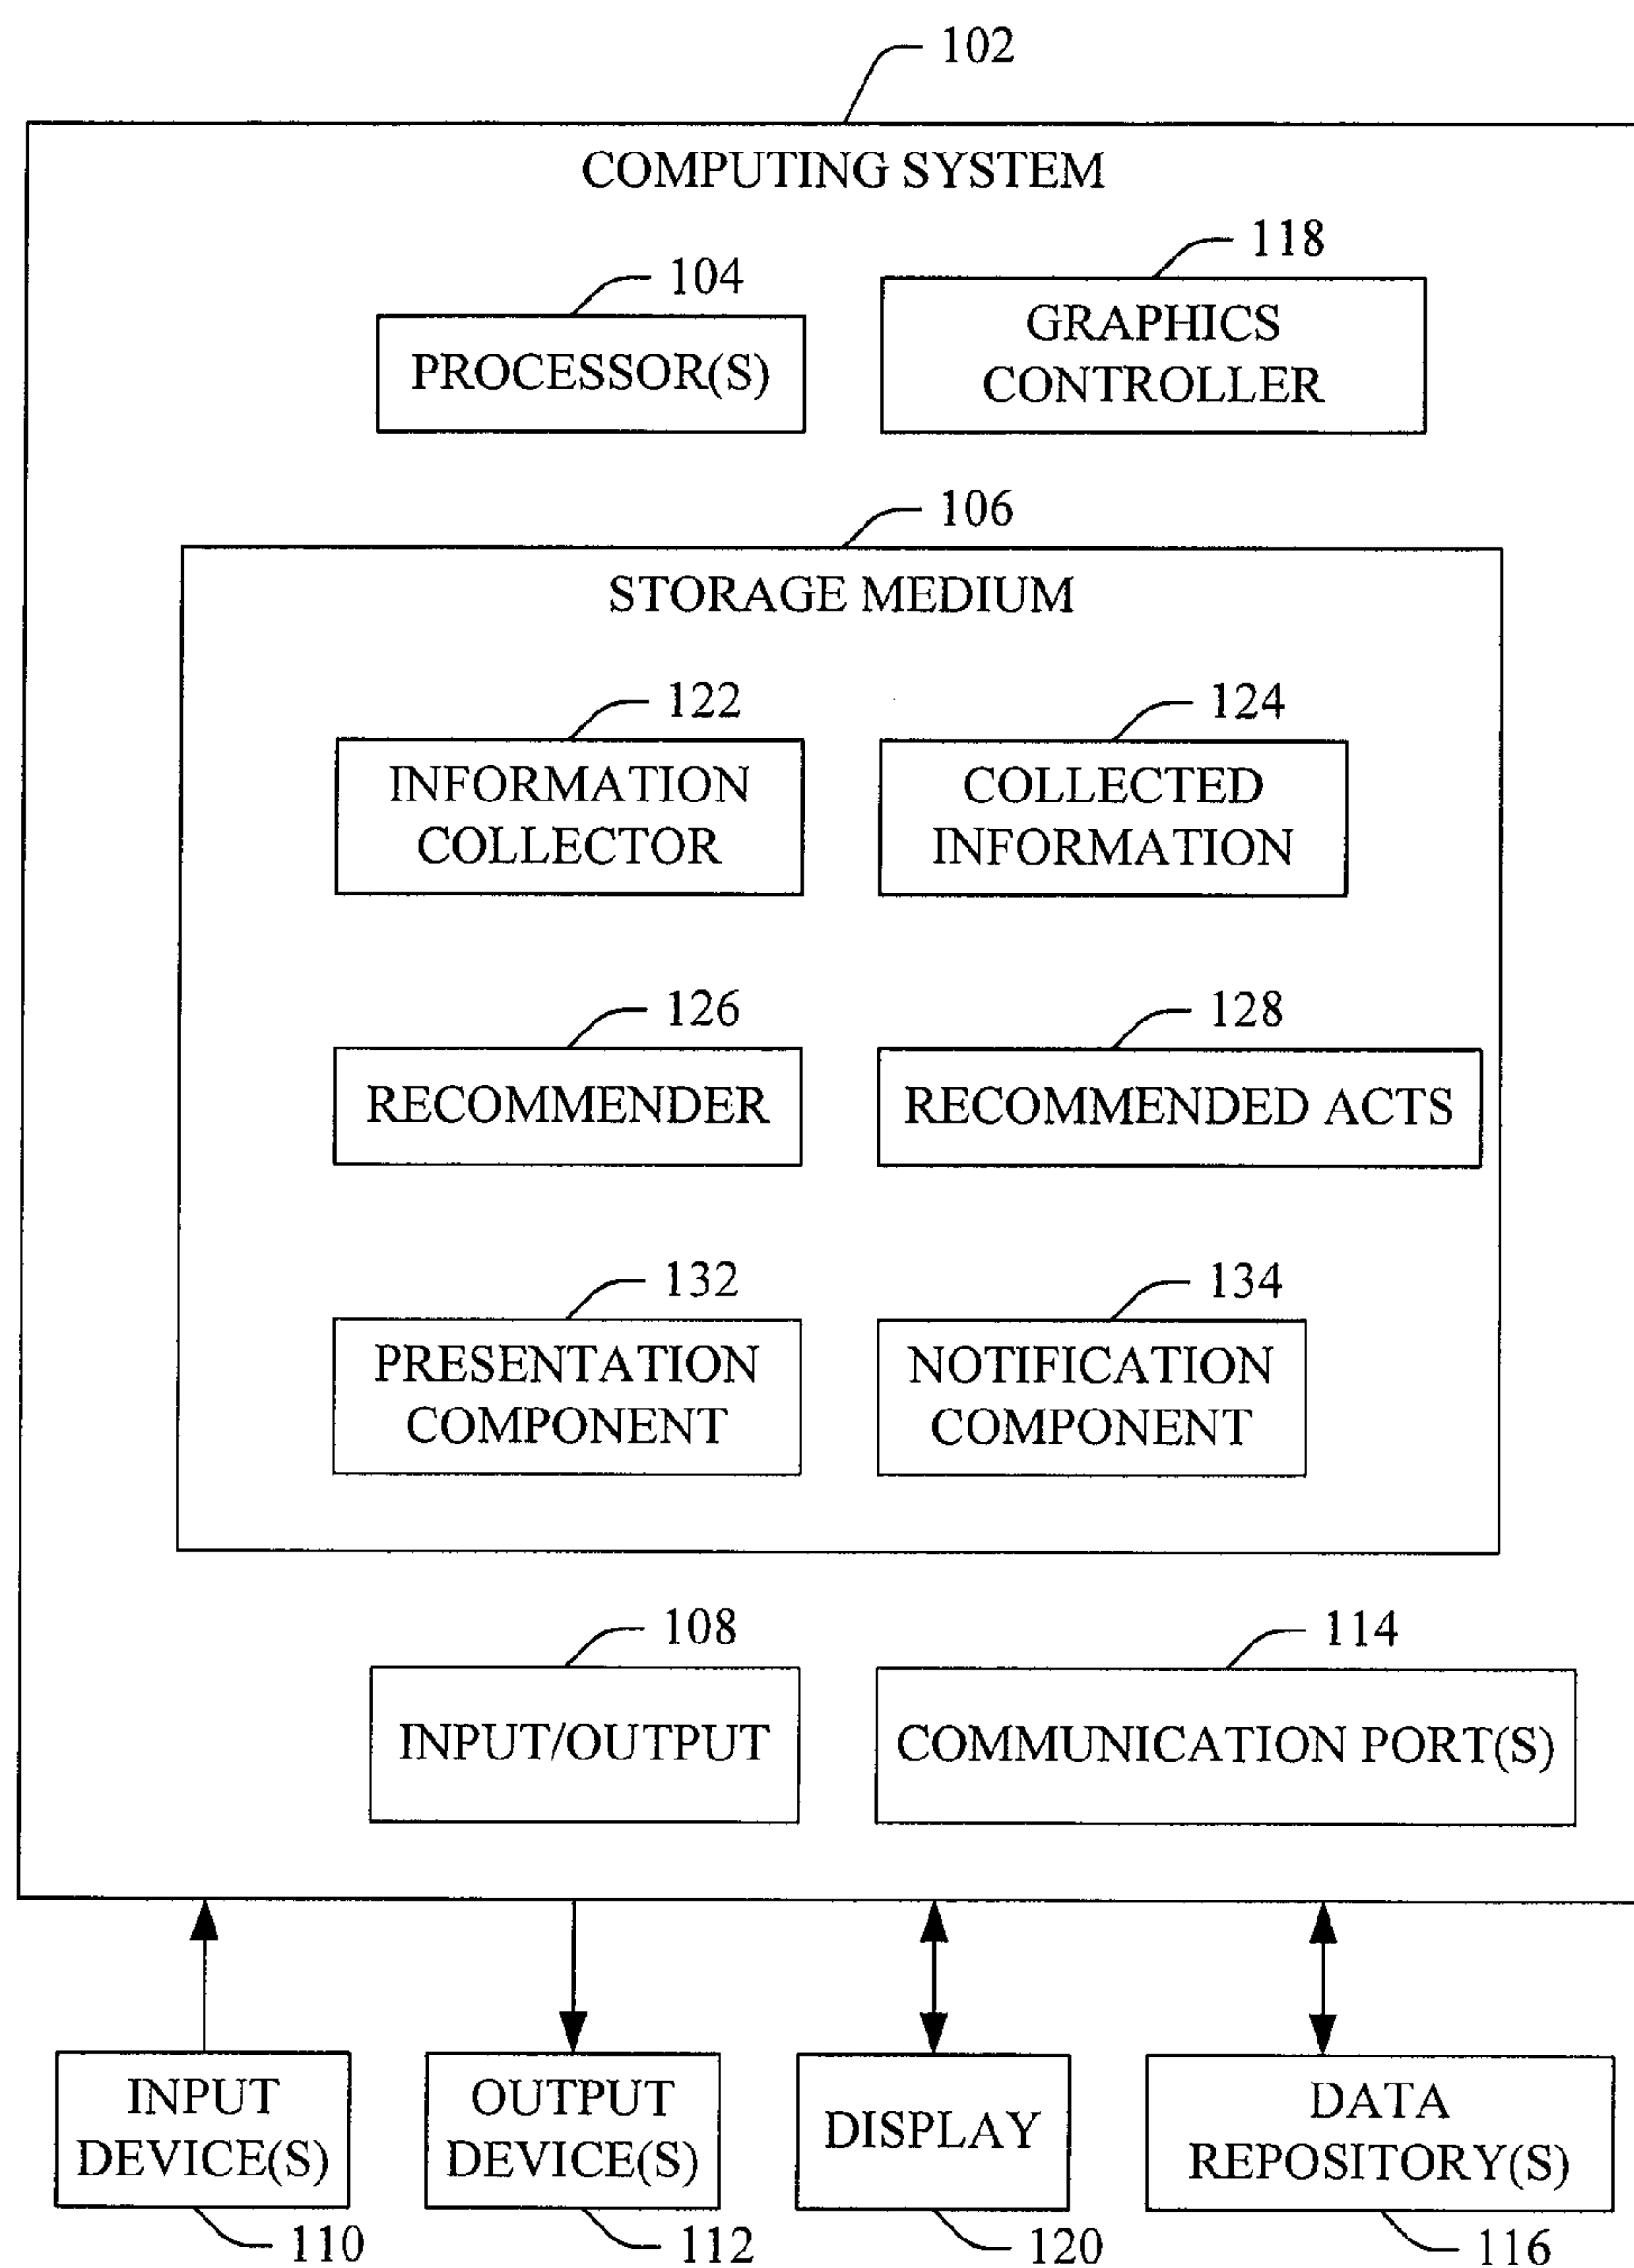 102
COMPUTING SYSTEM
104
118
PROCESSOR(S)
GRAPHICS
CONTROLLER
106
STORAGE MEDIUM
122
124
INFORMATION
COLLECTOR
COLLECTED
INFORMATION
126
128
RECOMMENDER
RECOMMENDED ACTS
132
134
PRESENTATION
COMPONENT
NOTIFICATION
COMPONENT
108
114
INPUT/OUTPUT
COMMUNICATION PORT(S)
INPUT
DEVICE(S)
OUTPUT
DEVICE(S)
DISPLAY
DATA
REPOSITORY(S)
110
112
120
116